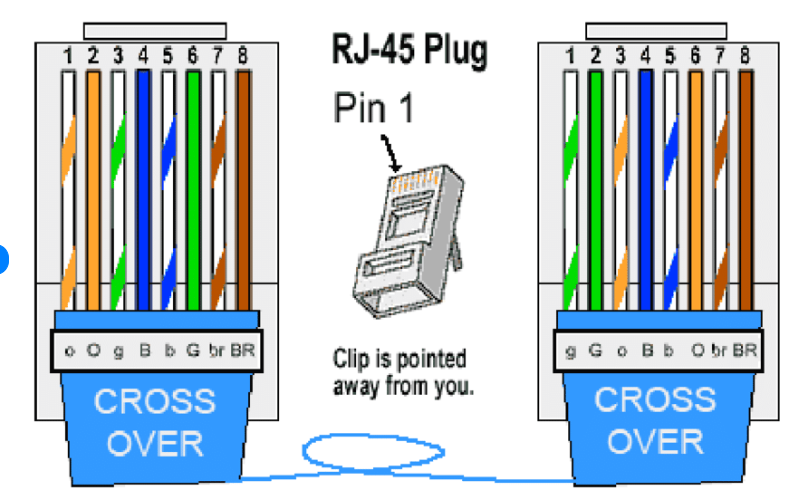 1 2 3 4 5 6 7 8
o O g B b G br BR
CROSS
OVER
RJ-45 Plug
Pin 1
Clip is pointed
away from you.
1 2 3 4 5 6 7 8
g G o B b O br BR
CROSS
OVER